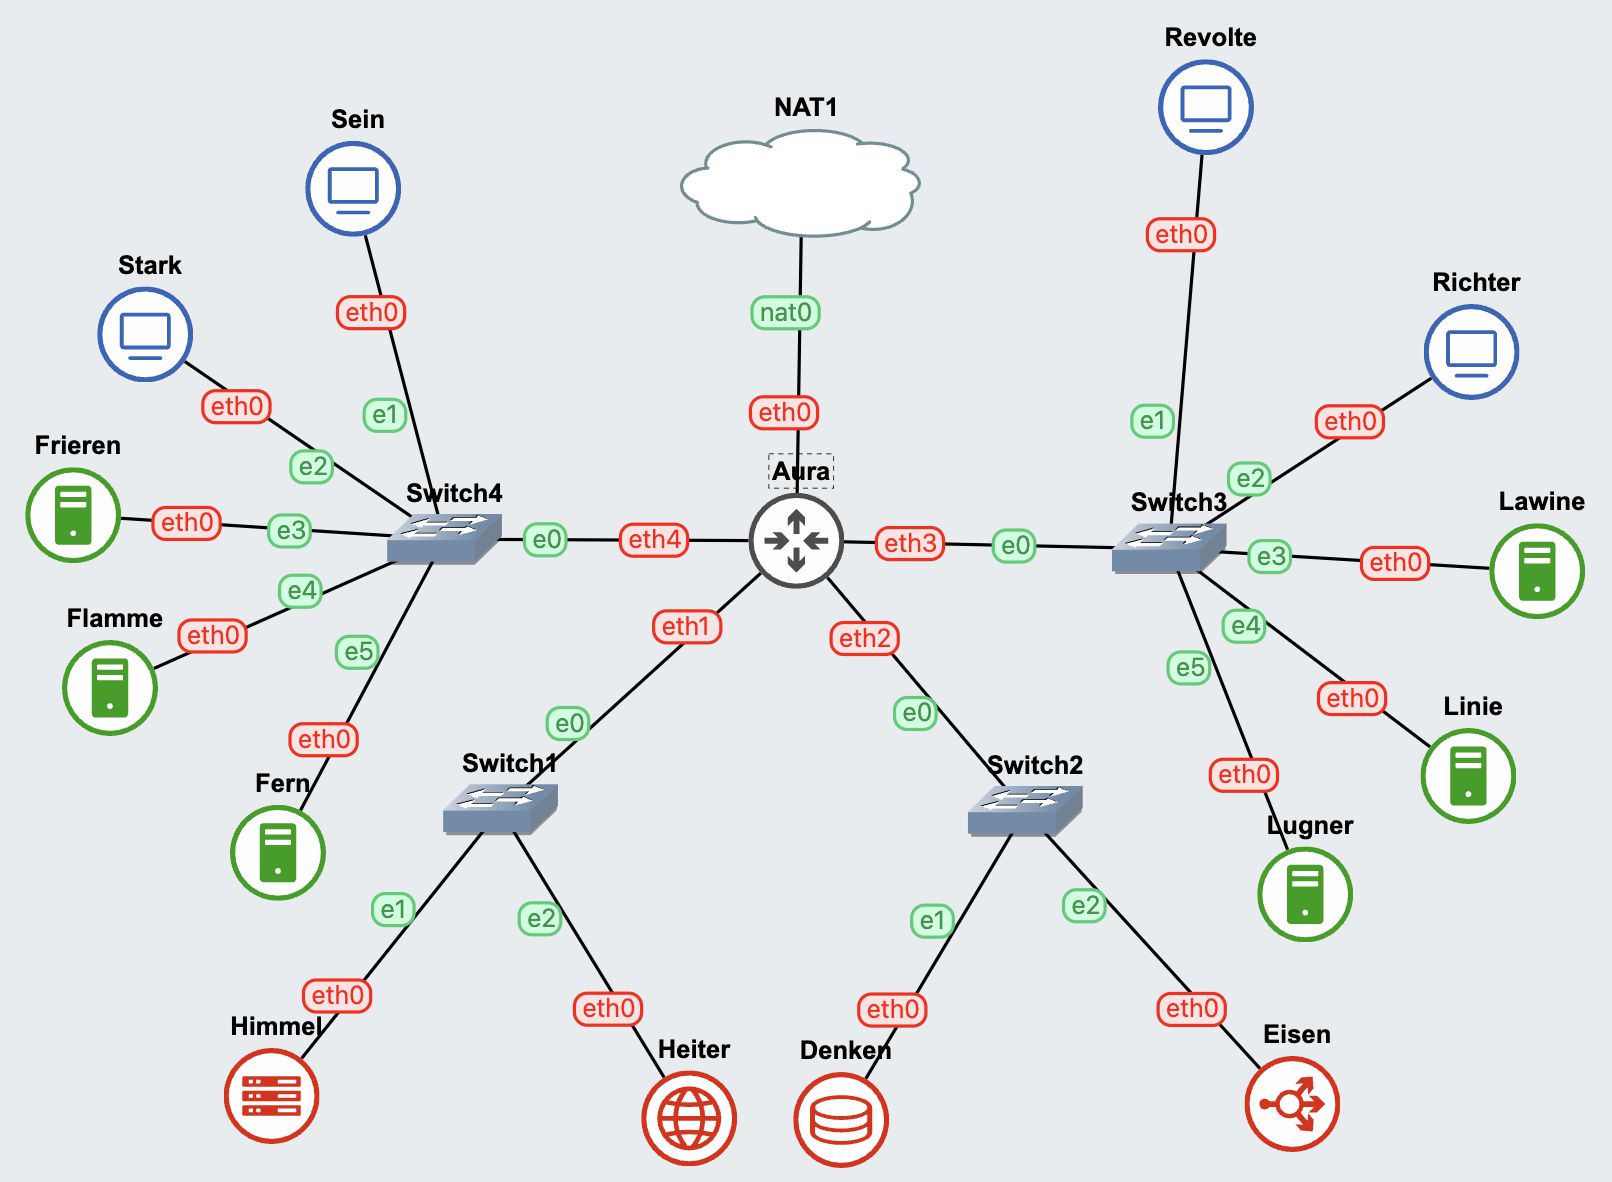 Revolte
NAT1
Sein
eth0
Stark
Richter
eth0
nat0
eth0
eth0
e1
eth0
e1
eth0
Frieren
e2
Aura
e2
Switch4
Switch3
Lawine
eth0
e3
e0
eth4
eth3
e0
e3
eth0
e4
Flamme
eth0
e5
eth1
eth2
e4
e5
eth0
Linie
e0
e0
eth0
Fern
Switch1
Switch2
eth0
Lugner
e1
e2
e1
e2
eth0
eth0
eth0
eth0
Himmel
Heiter
Denken
Eisen